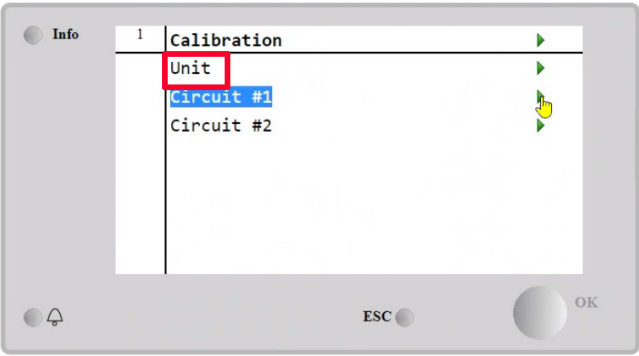 Info
1 Calibration
Unit
Circuit #1
Circuit #2
ESC
OK